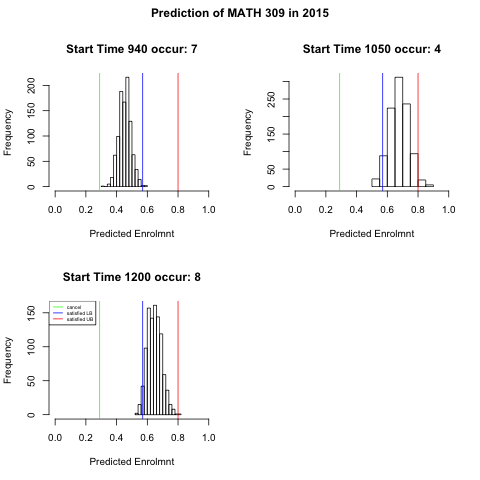 Prediction of MATH 309 in 2015
Start Time 940 occur: 7
Frequency
0 50 100 150 200
0.0 0.2 0.4 0.6 0.8 1.0
Predicted Enrolmnt
Start Time 1050 occur: 4
Frequency
0 50 150 250
0.0 0.2 0.4 0.6 0.8 1.0
Predicted Enrolmnt
Start Time 1200 occur: 8
cancel
satisfied LB
satisfied UB
Frequency
0 50 100 150
0.0 0.2 0.4 0.6 0.8 1.0
Predicted Enrolmnt